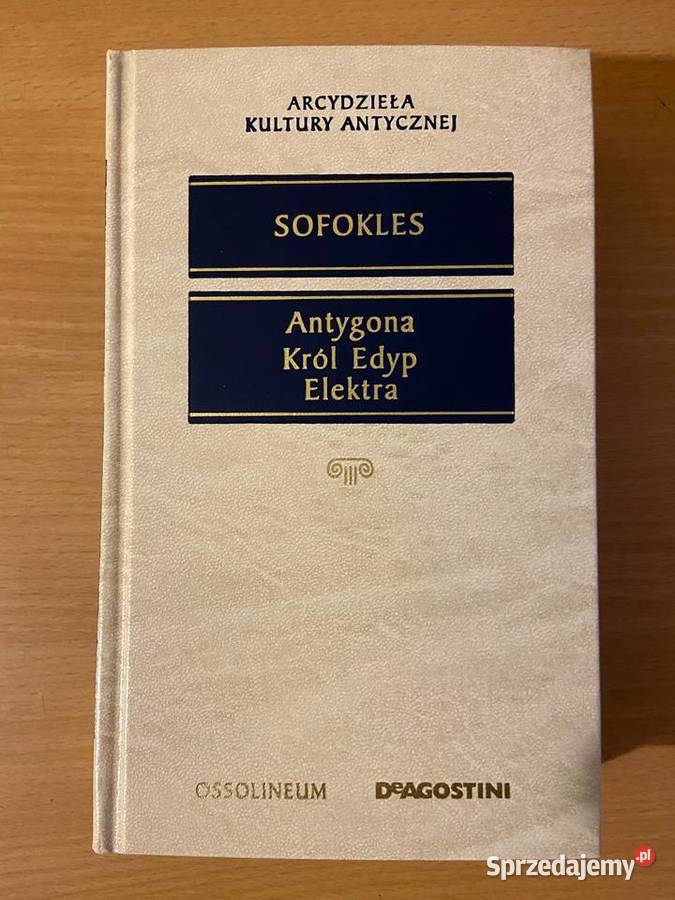 ARCYDZIEŁA
KULTURY ANTYCZNEJ
SOFOKLES
Antygona
Król Edyp
Elektra
OSSOLINEUM DeAGOSTINI
Sprzedajemy.pl